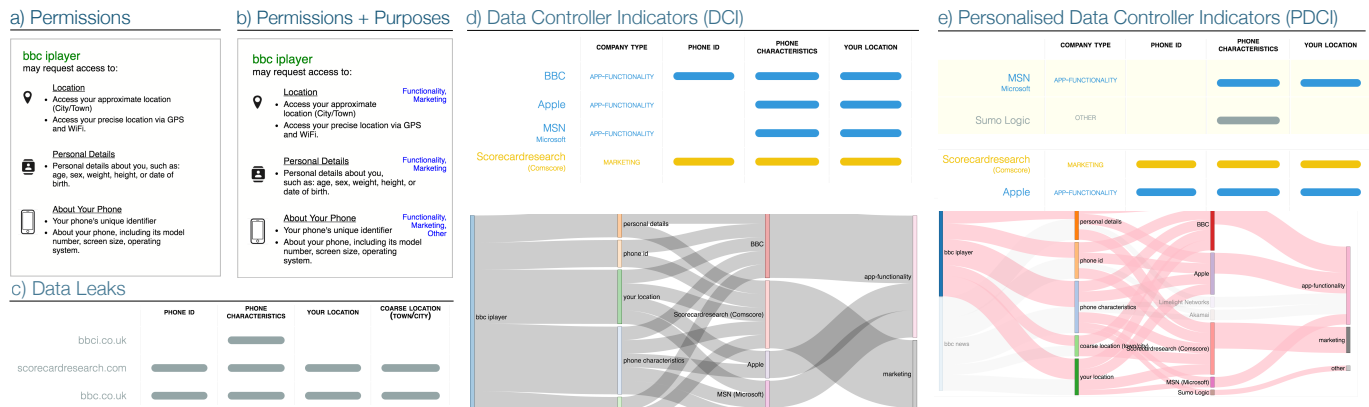 a) Permissions
bbc iplayer
may request access to:
Location
• Access your approximate location
(City/Town)
• Access your precise location via GPS
and WiFi.
Personal Details
• Personal details about you, such as:
age, sex, weight, height, or date of
birth.
About Your Phone
• Your phone's unique identifier
• About your phone, including its model
number, screen size, operating
system.
b) Permissions + Purposes
bbc iplayer
may request access to:
Location
Functionality,
Marketing
• Access your approximate
location (City/Town)
• Access your precise location via GPS
and WiFi.
Personal Details
Functionality,
Marketing
• Personal details about you,
such as: age, sex, weight, height, or
date of birth.
About Your Phone
Functionality,
Marketing,
Other
• Your phone's unique identifier
• About your phone, including its model
number, screen size, operating
system.
c) Data Leaks
PHONE ID
PHONE
CHARACTERISTICS
YOUR LOCATION
COARSE LOCATION
(TOWN/CITY)
bbci.co.uk
scorecardresearch.com
bbc.co.uk
d) Data Controller Indicators (DCI)
COMPANY TYPE
PHONE ID
PHONE
CHARACTERISTICS
YOUR LOCATION
BBC
APP-FUNCTIONALITY
Apple
APP-FUNCTIONALITY
MSN
Microsoft
APP-FUNCTIONALITY
Scorecardresearch
(Comscore)
MARKETING
personal details
BBC
phone id
app-functionality
your location
bbc iplayer
Scorecardresearch (Comscore)
phone characteristics
Apple
marketing
MSN (Microsoft)
e) Personalised Data Controller Indicators (PDCI)
COMPANY TYPE
PHONE ID
PHONE
CHARACTERISTICS
YOUR LOCATION
MSN
Microsoft
APP-FUNCTIONALITY
Sumo Logic
OTHER
Scorecardresearch
(Comscore)
MARKETING
Apple
APP-FUNCTIONALITY
personal details
BBC
bbc iplayer
phone id
Apple
app-functionality
phone characteristics
Limelight Networks
Akamai
bbc news
coarse location (town/city)
Scorecardresearch (Comscore)
marketing
your location
MSN (Microsoft)
other
Sumo Logic